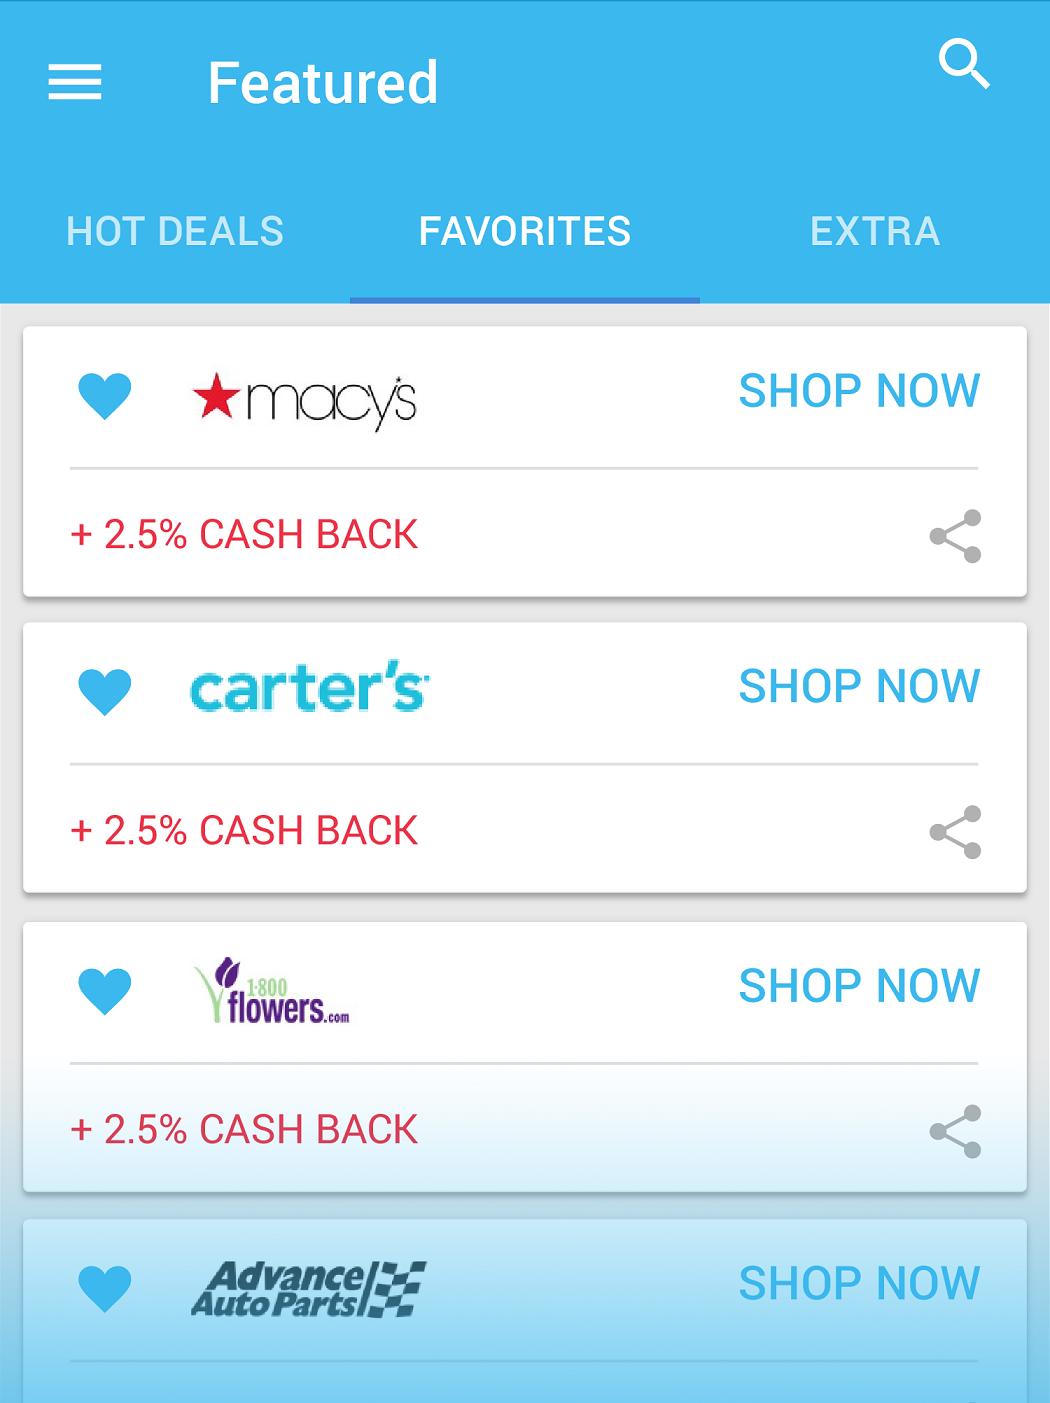 Featured
HOT DEALS FAVORITES EXTRA
macy's SHOP NOW
+ 2.5% CASH BACK
carter's SHOP NOW
+ 2.5% CASH BACK
1·800
flowers.com
SHOP NOW
+ 2.5% CASH BACK
Advance
Auto Parts
SHOP NOW